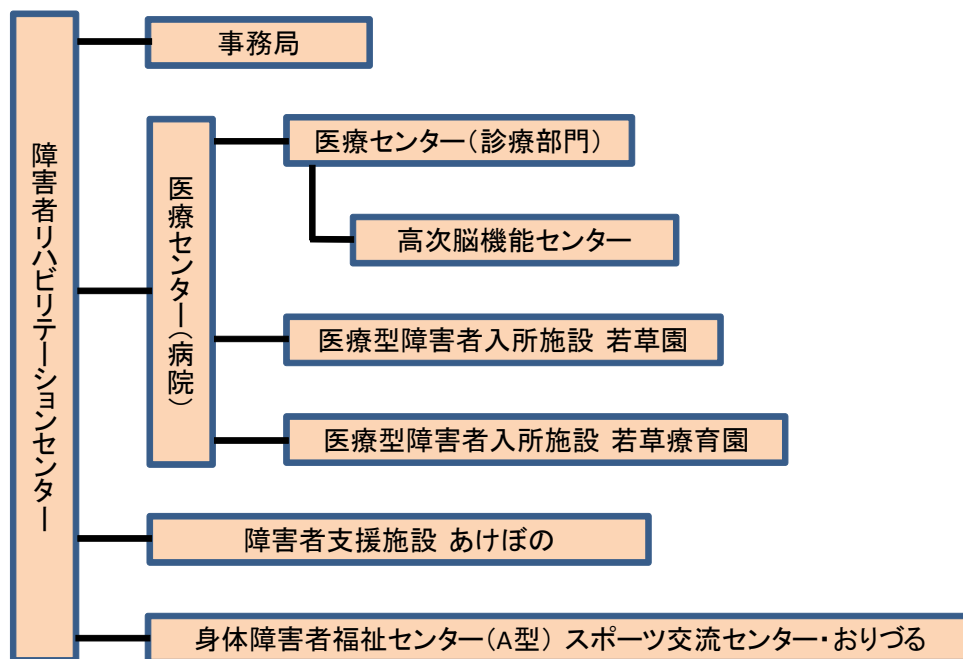 障害者リハビリテーションセンター
事務局
医療センター(病院)
医療センター(診療部門)
高次脳機能センター
医療型障害者入所施設 若草園
医療型障害者入所施設 若草療育園
障害者支援施設 あけぼの
身体障害者福祉センター(A型) スポーツ交流センター・おりづる